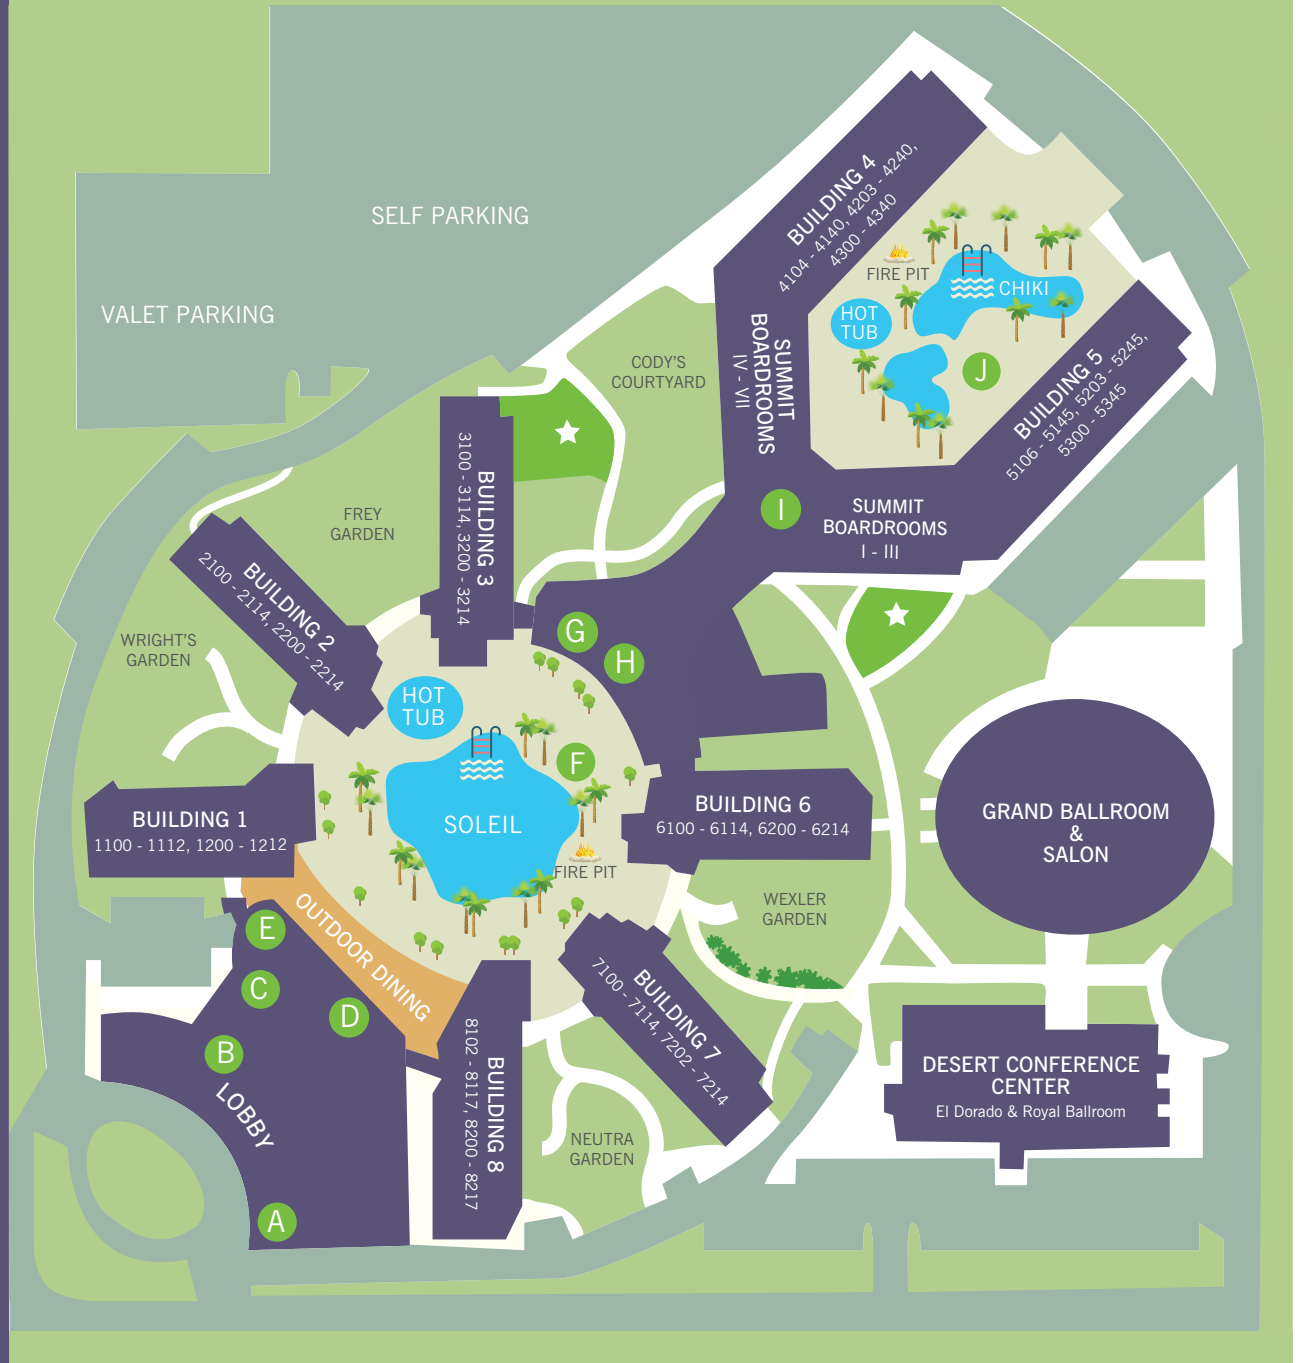 SELF PARKING
VALET PARKING
BUILDING 4
4104 - 4140, 4203 - 4240,
4300 - 4340
FIRE PIT
CHIKI
HOT
TUB
J
CODY'S
COURTYARD
SUMMIT
BOARDROOMS
IV - VII
BUILDING 5
5106 - 5145, 5203 - 5245,
5300 - 5345
I
SUMMIT
BOARDROOMS
I - III
BUILDING 3
3100 - 3114, 3200 - 3214
FREY
GARDEN
BUILDING 2
2100 - 2114, 2200 - 2214
WRIGHT'S
GARDEN
G
H
HOT
TUB
F
SOLEIL
FIRE PIT
BUILDING 1
1100 - 1112, 1200 - 1212
BUILDING 6
6100 - 6114, 6200 - 6214
GRAND BALLROOM
&
SALON
WEXLER
GARDEN
OUTDOOR DINING
E
C
D
B
LOBBY
A
BUILDING 7
7100 - 7114, 7202 - 7214
BUILDING 8
8102 - 8117, 8200 - 8217
NEUTRA
GARDEN
DESERT CONFERENCE
CENTER
El Dorado & Royal Ballroom